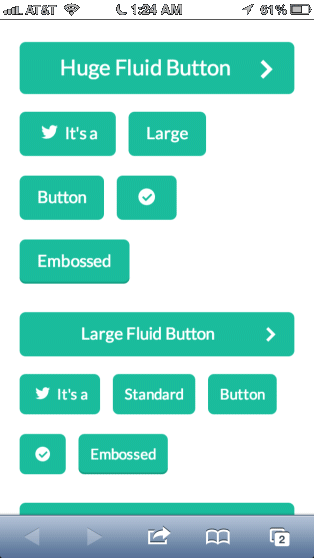 AT&T 1:24 AM 61%
Huge Fluid Button
It's a Large
Button
Embossed
Large Fluid Button
It's a Standard Button
Embossed
2